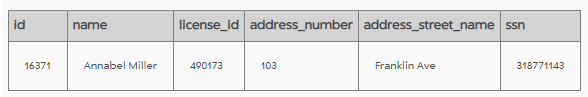 id name license_id address_number address_street_name ssn
16371 Annabel Miller 490173 103 Franklin Ave 318771143